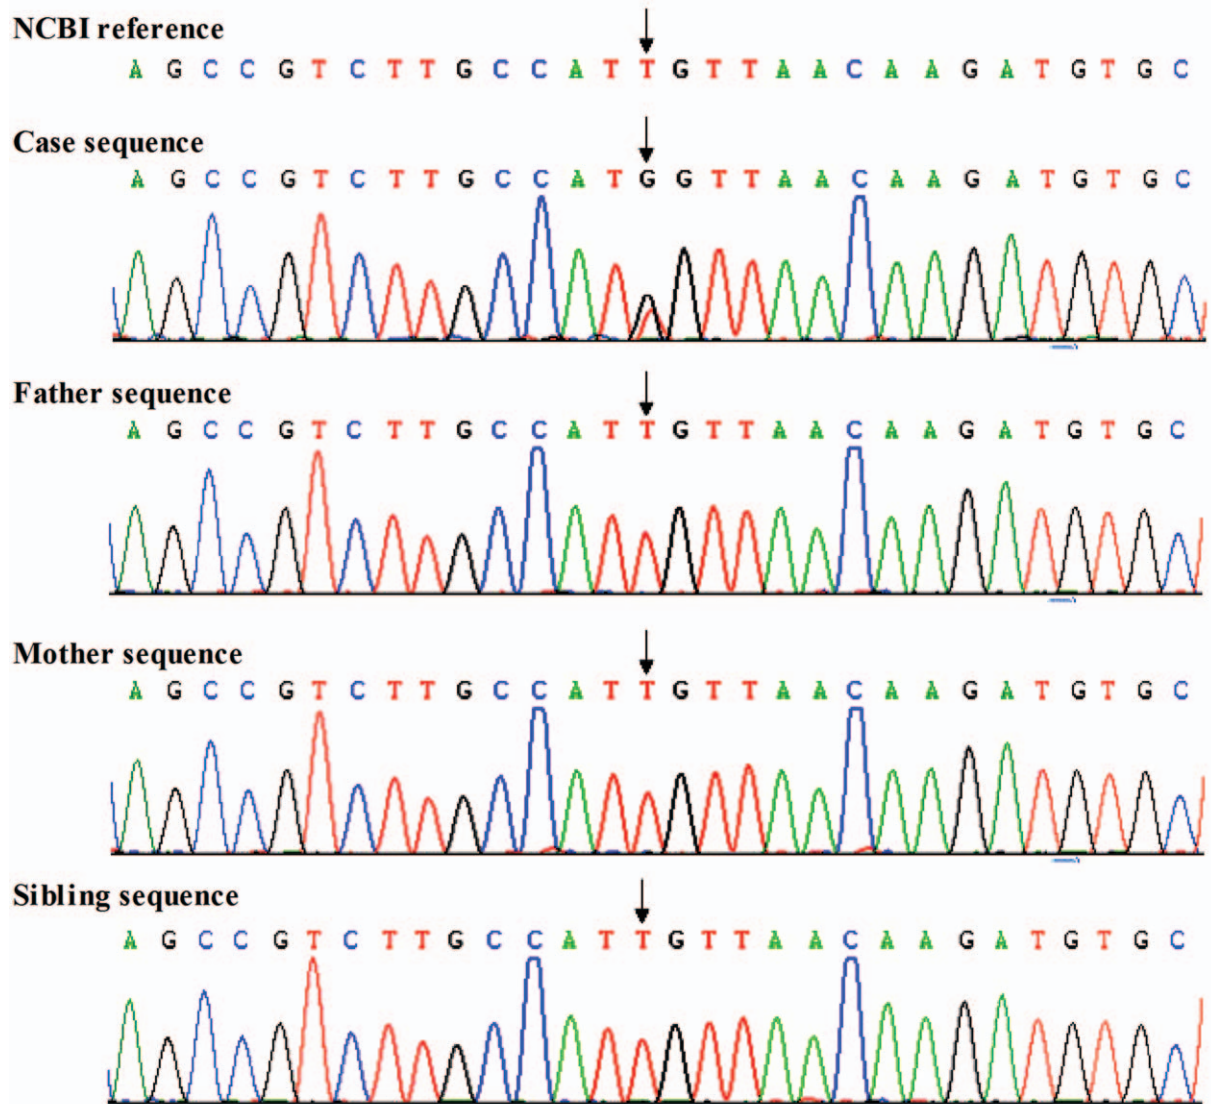 NCBI reference
A G C C G T C T T G C C A T T G T T A A C A A G A T G T G C
Case sequence
A G C C G T C T T G C C A T G G T T A A C A A G A T G T G C
Father sequence
A G C C G T C T T G C C A T T G T T A A C A A G A T G T G C
Mother sequence
A G C C G T C T T G C C A T T G T T A A C A A G A T G T G C
Sibling sequence
A G C C G T C T T G C C A T T G T T A A C A A G A T G T G C